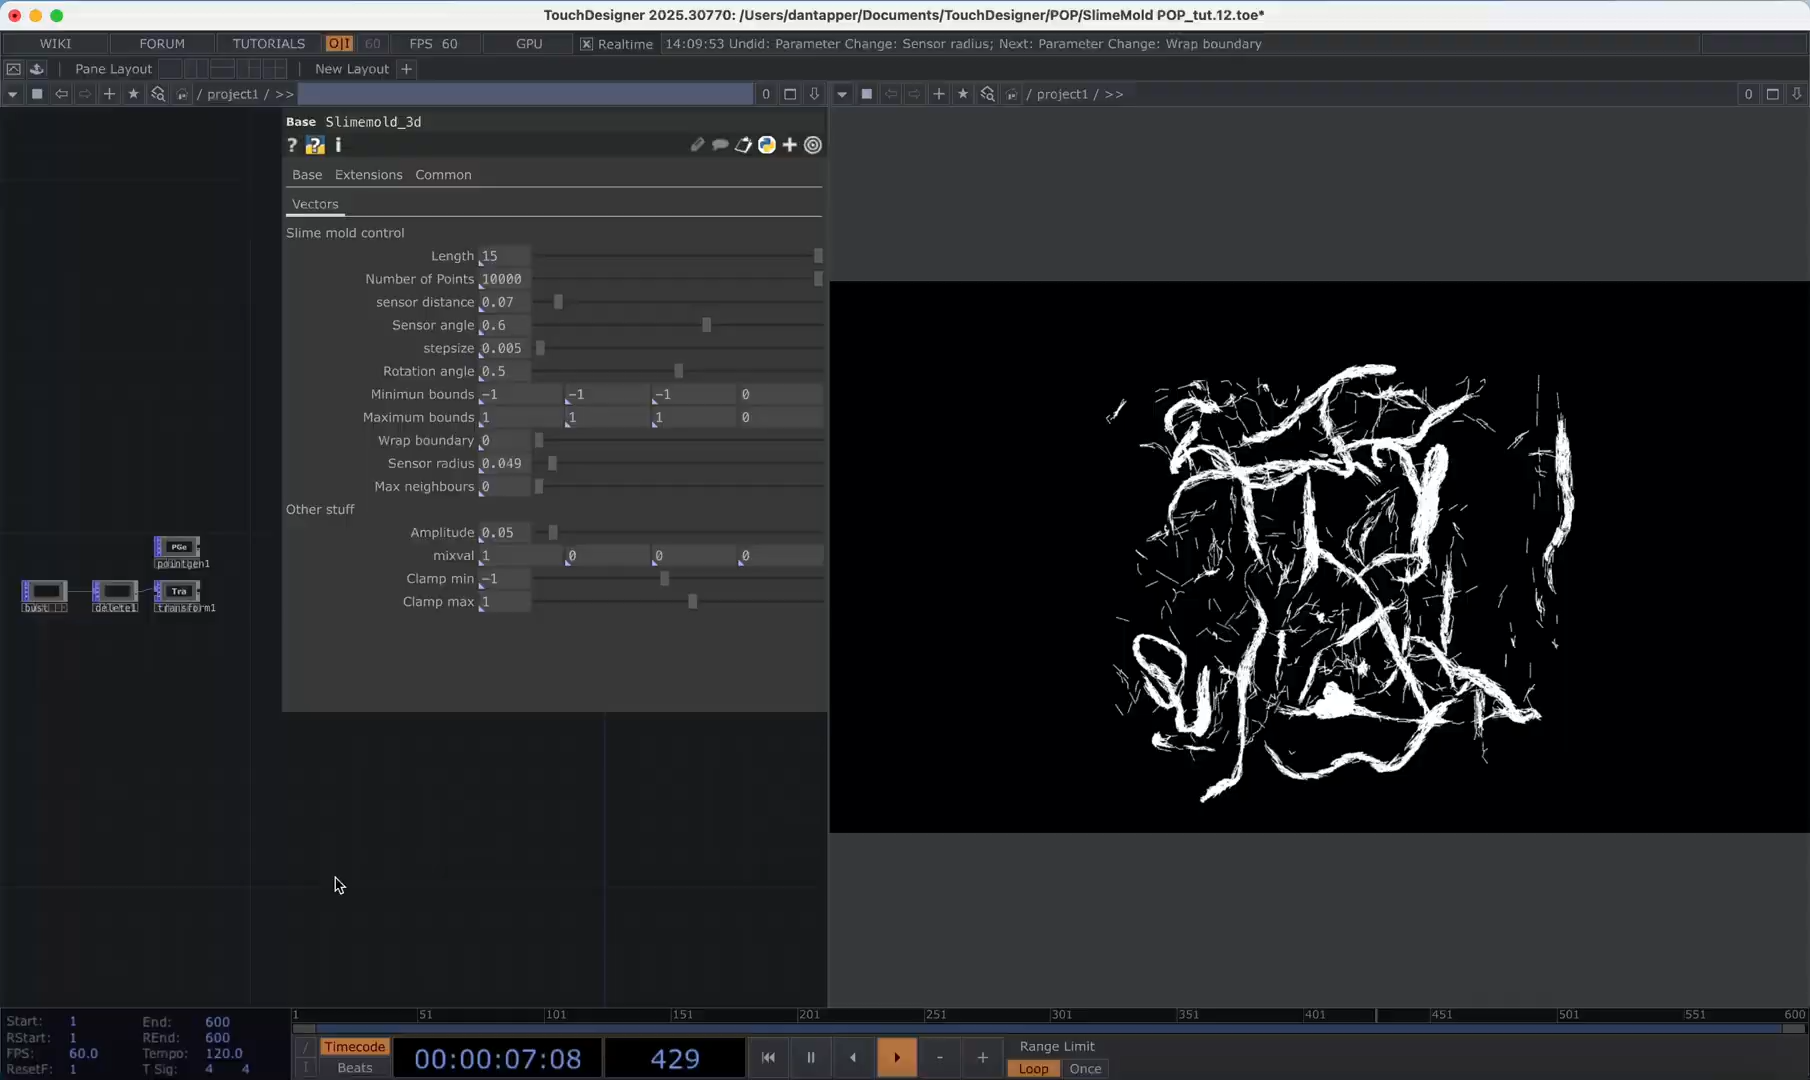 TouchDesigner 2025.30770: /Users/dantapper/Documents/TouchDesigner/POP/SlimeMold POP_tut.12.toe*
WIKI FORUM TUTORIALS O|I 60 FPS 60 GPU Realtime 14:09:53 Undid: Parameter Change: Sensor radius; Next: Parameter Change: Wrap boundary
Pane Layout New Layout +
/ project1 / >> 0
/ project1 / >> 0
Base Slimemold_3d
? ? i
Base Extensions Common
Vectors
Slime mold control
Length 15
Number of Points 10000
sensor distance 0.07
Sensor angle 0.6
stepsize 0.005
Rotation angle 0.5
Minimun bounds -1 -1 -1 0
Maximum bounds 1 1 1 0
Wrap boundary 0
Sensor radius 0.049
Max neighbours 0
Other stuff
Amplitude 0.05
mixval 1 0 0 0
Clamp min -1
Clamp max 1
PGe
pointgen1
Tra
bust delete1 transform1
1 51 101 151 201 251 301 351 401 451 501 551 600
Start: 1 End: 600
RStart: 1 REnd: 600
FPS: 60.0 Tempo: 120.0
ResetF: 1 T Sig: 4 4
Timecode
Beats
00:00:07:08 429
- +
Range Limit
Loop Once